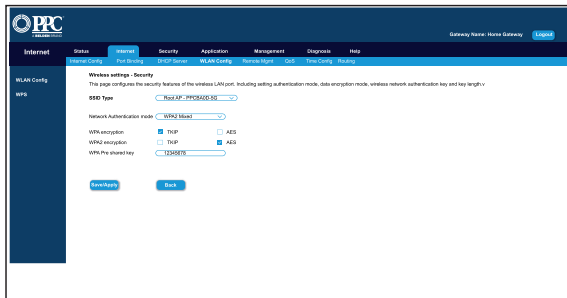 PPC
A BELDEN BRAND
Gateway Name: Home Gateway Logout
Internet Status Internet Security Application Management Diagnosis Help
Internet Config Port Binding DHCP Server WLAN Config Remote Mgmt QoS Time Config Routing
WLAN Config
WPS
Wireless settings - Security
This page configures the security features of the wireless LAN port. Including setting authentication mode, data encryption mode, wireless network authentication key and key length.v
SSID Type Root AP - PPCBA0D-5G
Network Authentication mode WPA2 Mixed
WPA encryption TKIP AES
WPA2 encryption TKIP AES
WPA Pre shared key 12345678
Save/Apply Back